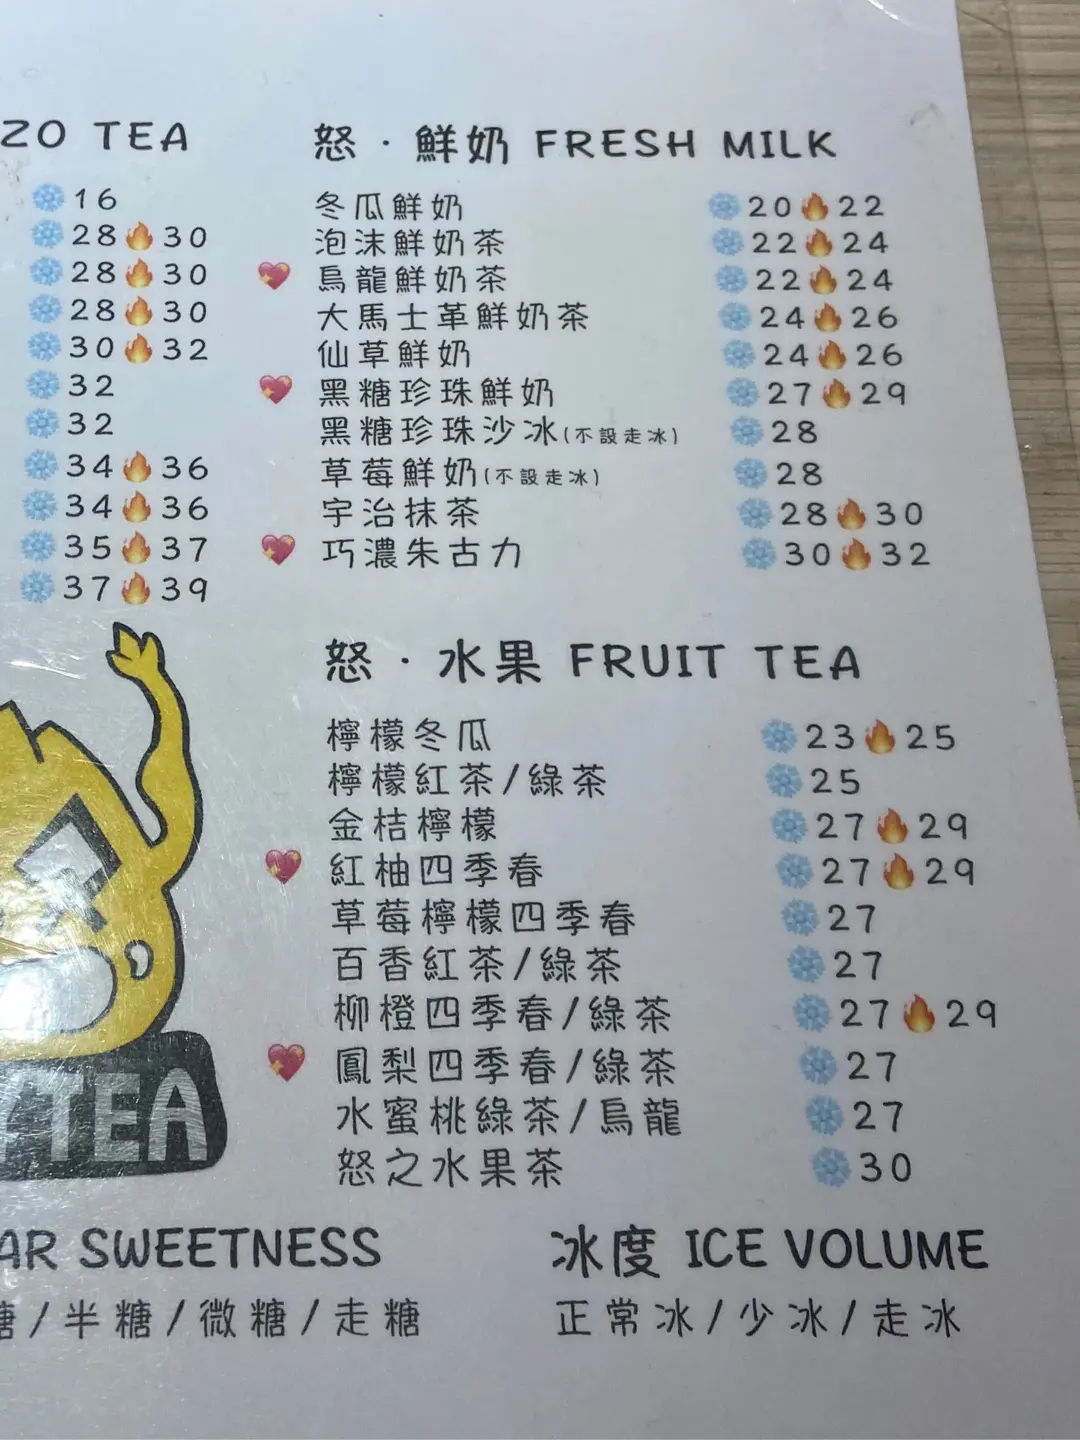 ZO TEA
❄16
❄28🔥30
❄28🔥30
❄28🔥30
❄30🔥32
❄32
❄32
❄34🔥36
❄34🔥36
❄35🔥37
❄37🔥39
怒·鮮奶 FRESH MILK
冬瓜鮮奶 ❄20🔥22
泡沫鮮奶茶 ❄22🔥24
💖烏龍鮮奶茶 ❄22🔥24
大馬士革鮮奶茶 ❄24🔥26
仙草鮮奶 ❄24🔥26
💖黑糖珍珠鮮奶 ❄27🔥29
黑糖珍珠沙冰(不設走冰) ❄28
草莓鮮奶(不設走冰) ❄28
宇治抹茶 ❄28🔥30
💖巧濃朱古力 ❄30🔥32
怒·水果 FRUIT TEA
檸檬冬瓜 ❄23🔥25
檸檬紅茶/綠茶 ❄25
金桔檸檬 ❄27🔥29
💖紅柚四季春 ❄27🔥29
草莓檸檬四季春 ❄27
百香紅茶/綠茶 ❄27
柳橙四季春/綠茶 ❄27🔥29
💖鳳梨四季春/綠茶 ❄27
水蜜桃綠茶/烏龍 ❄27
怒之水果茶 ❄30
TEA
AR SWEETNESS
糖/半糖/微糖/走糖
冰度 ICE VOLUME
正常冰/少冰/走冰